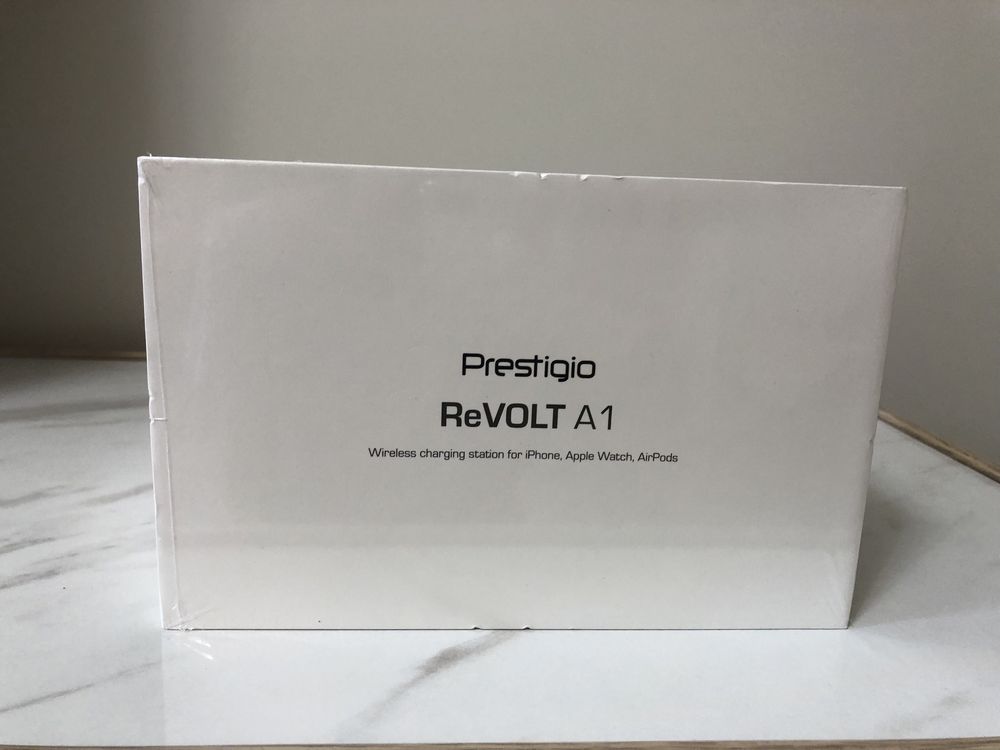 Prestigio
ReVOLT A1
Wireless charging station for iPhone, Apple Watch, AirPods